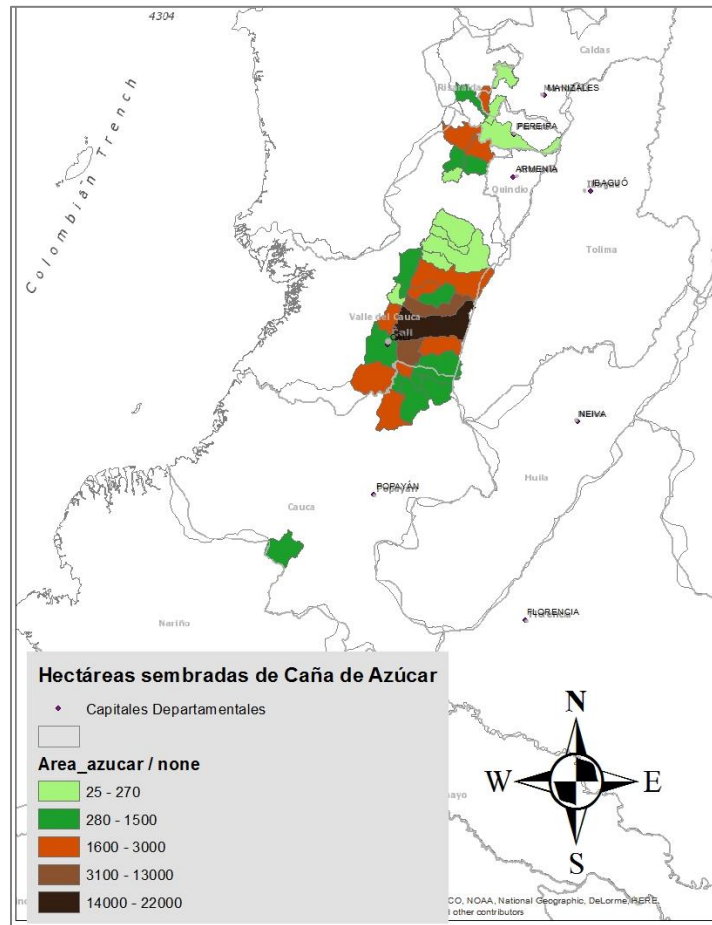 4304
Caldas
Colombian Trench
MANIZALES
PEREIRA
ARMENIA
Quindío
IBAGUÓ
Tolima
Valle del Cauca
Cali
NEIVA
Huila
POPAYÁN
Popayán
Cauca
FLORENCIA
Nariño
Hectáreas sembradas de Caña de Azúcar
Capitales Departamentales
Area_azucar / none
25 - 270
280 - 1500
1600 - 3000
3100 - 13000
14000 - 22000
N
W
E
S
CO, NOAA, National Geographic, DeLorme, HERE,
other contributors